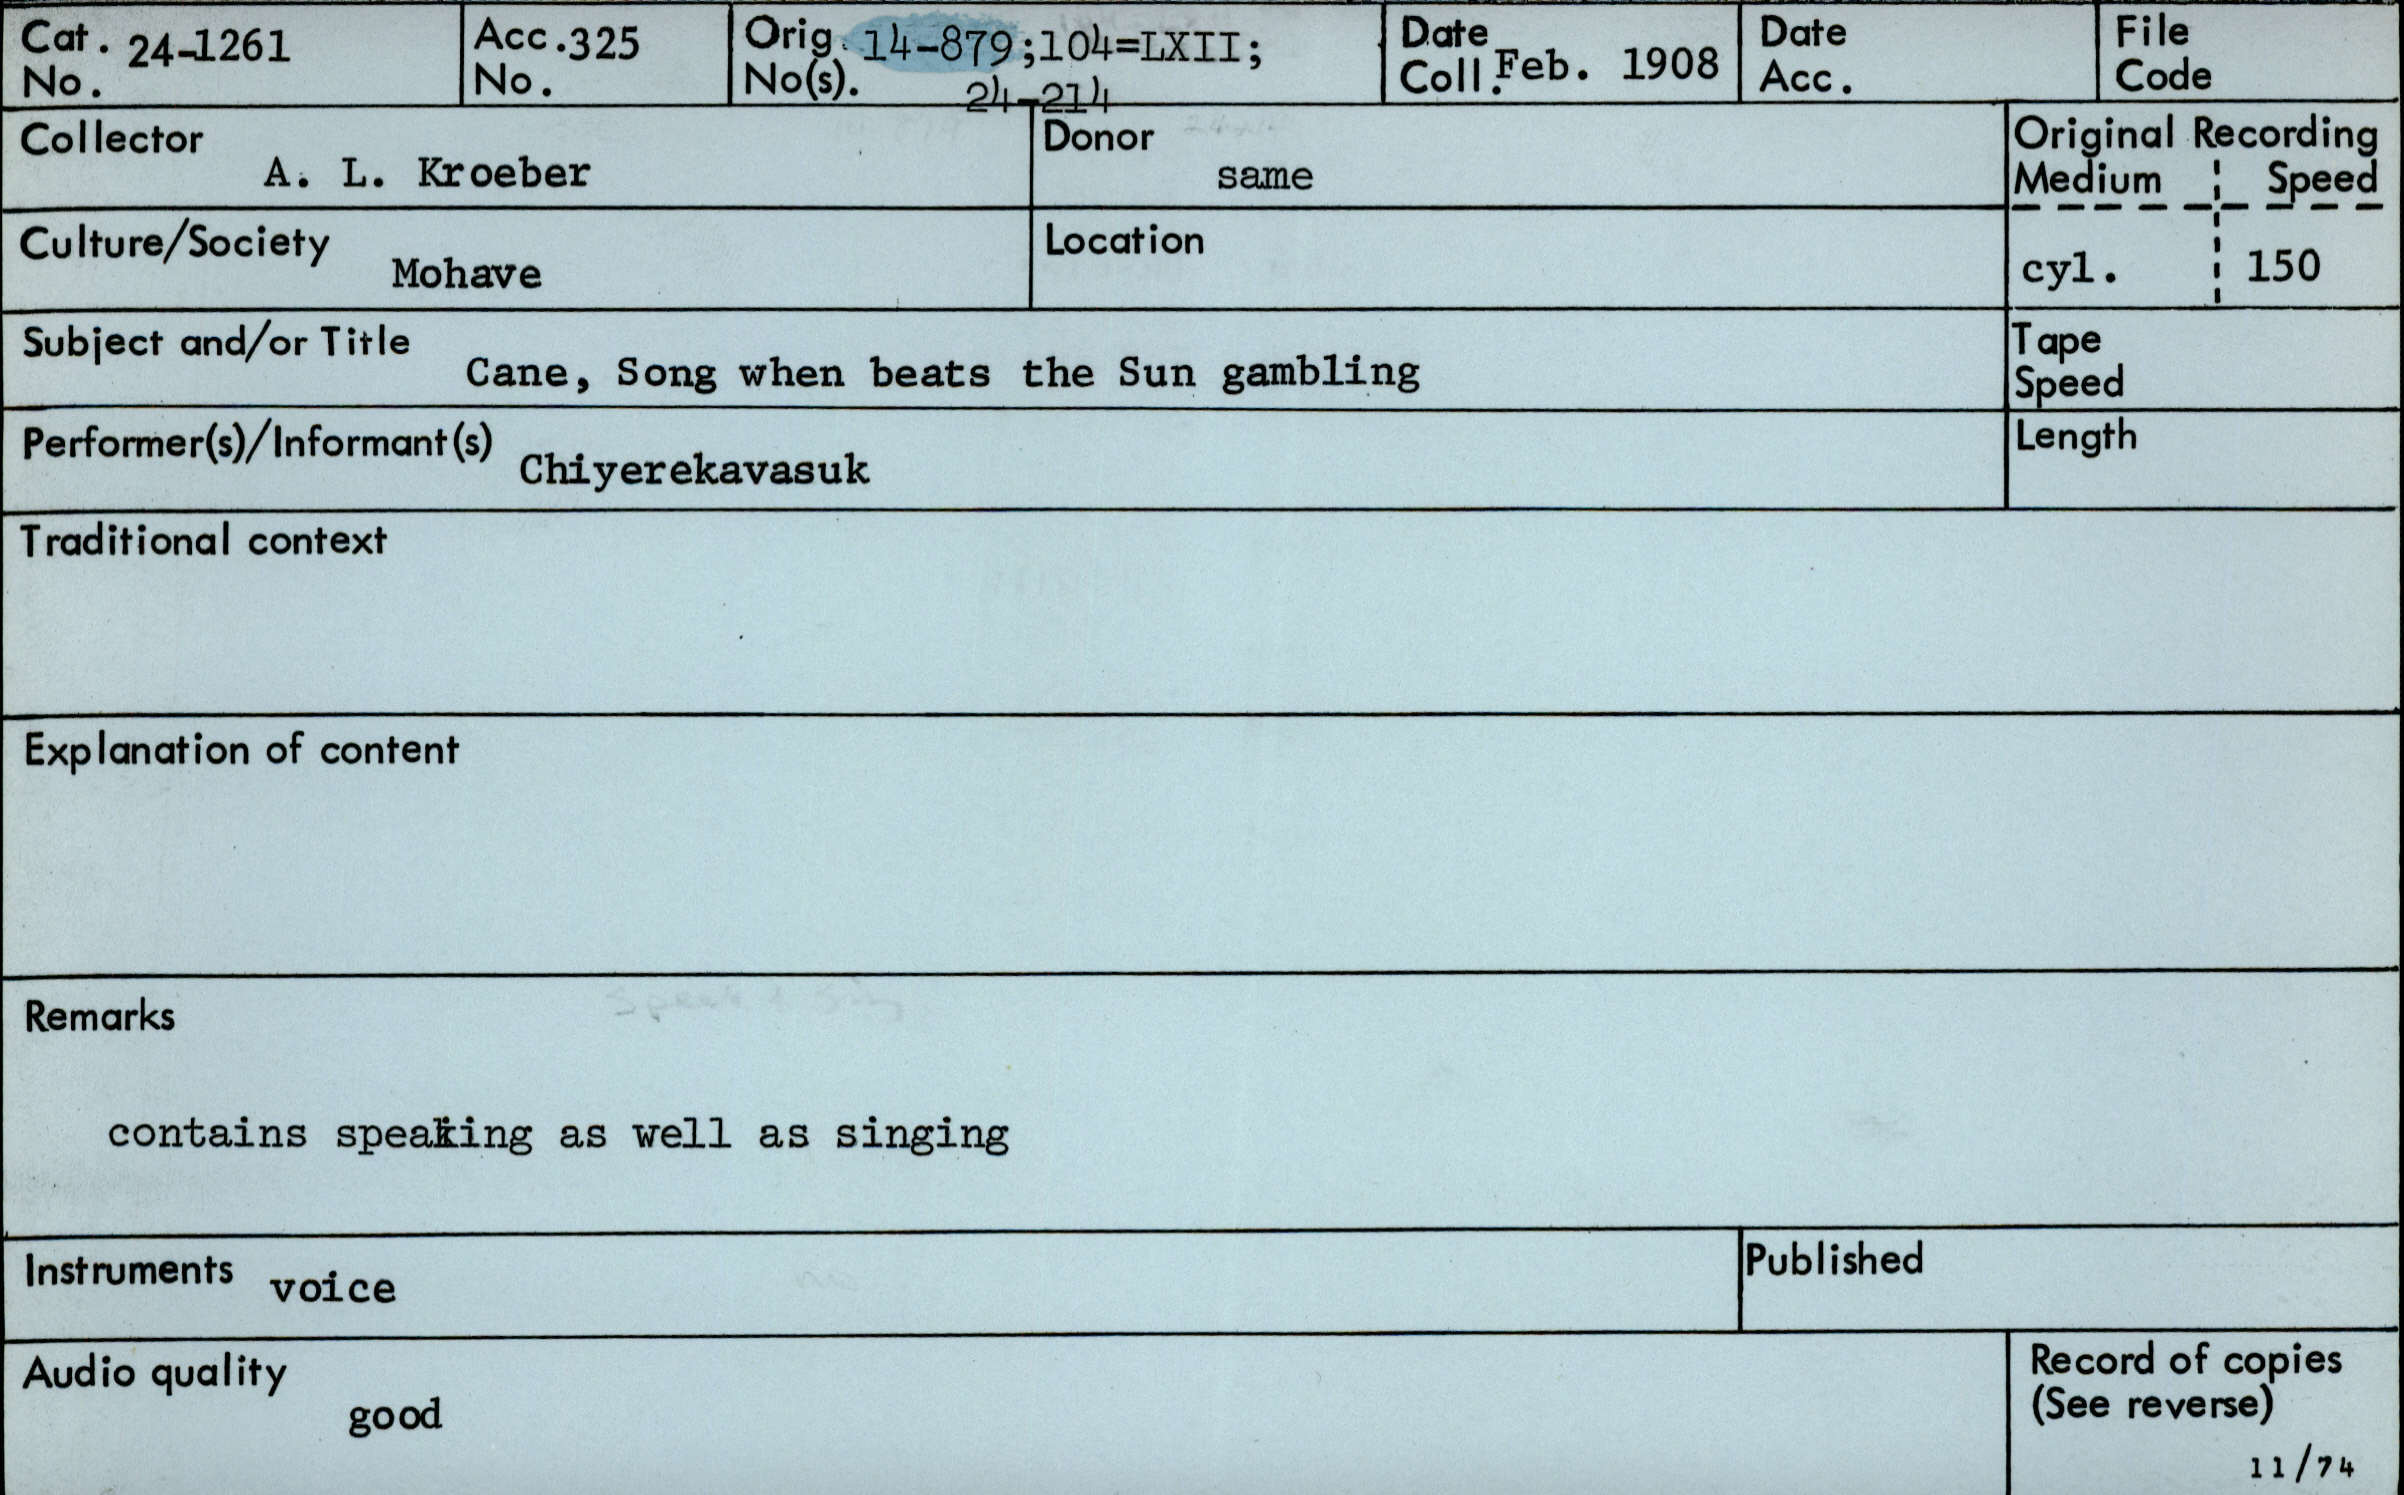 Cat. No. 24-1261
Acc. No. 325
Orig. No(s). 14-879;104=LXII;
24-214
Date Coll. Feb. 1908
Date Acc.
File Code
Collector
A. L. Kroeber
Donor
same
Original Recording
Medium Speed
cyl. 150
Culture/Society
Mohave
Location
Subject and/or Title
Cane, Song when beats the Sun gambling
Tape Speed
Performer(s)/Informant(s)
Chiyerekavasuk
Length
Traditional context
Explanation of content
Remarks
contains speaking as well as singing
Instruments voice
Published
Audio quality
good
Record of copies
(See reverse)
11/74